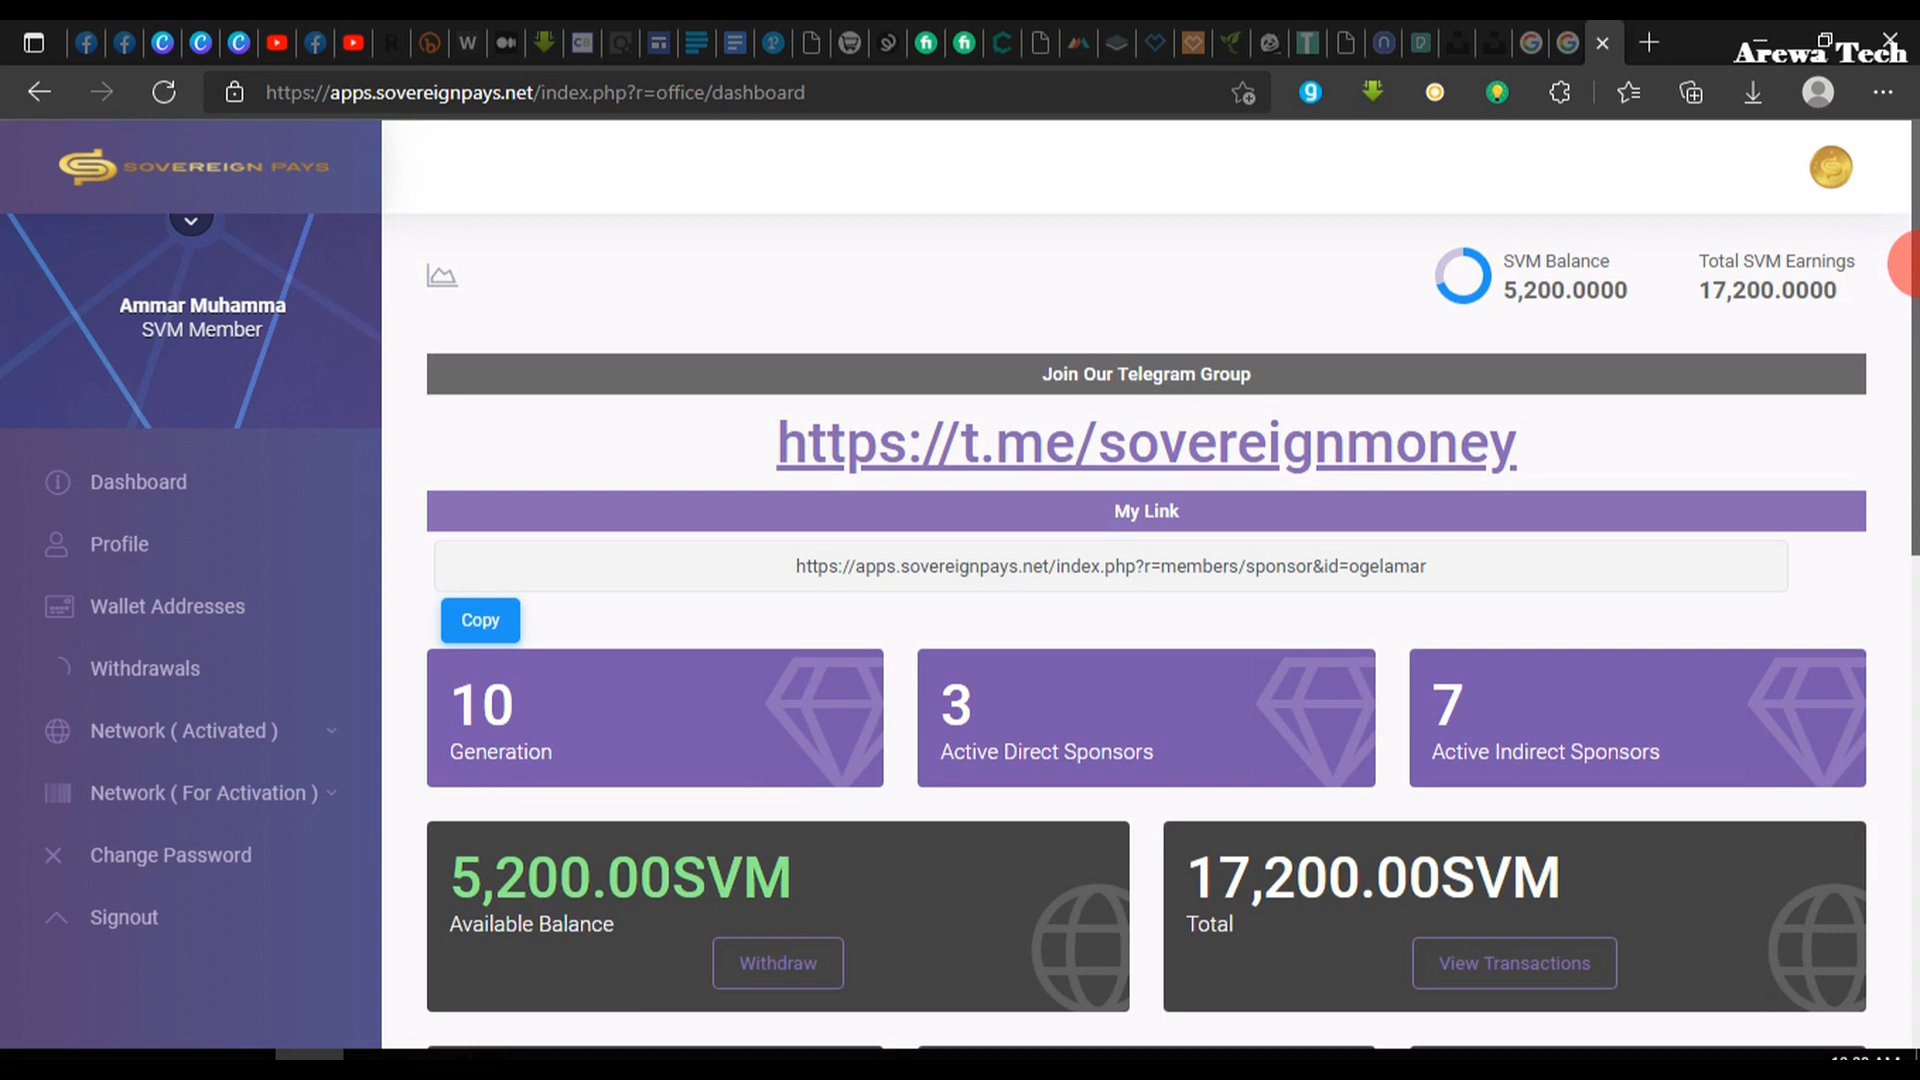 Arewa Tech
https://apps.sovereignpays.net/index.php?r=office/dashboard
SOVEREIGN PAYS
Ammar Muhamma
SVM Member
Dashboard
Profile
Wallet Addresses
Withdrawals
Network ( Activated )
Network ( For Activation )
Change Password
Signout
SVM Balance
5,200.0000
Total SVM Earnings
17,200.0000
Join Our Telegram Group
https://t.me/sovereignmoney
My Link
https://apps.sovereignpays.net/index.php?r=members/sponsor&id=ogelamar
Copy
10
Generation
3
Active Direct Sponsors
7
Active Indirect Sponsors
5,200.00SVM
Available Balance
Withdraw
17,200.00SVM
Total
View Transactions